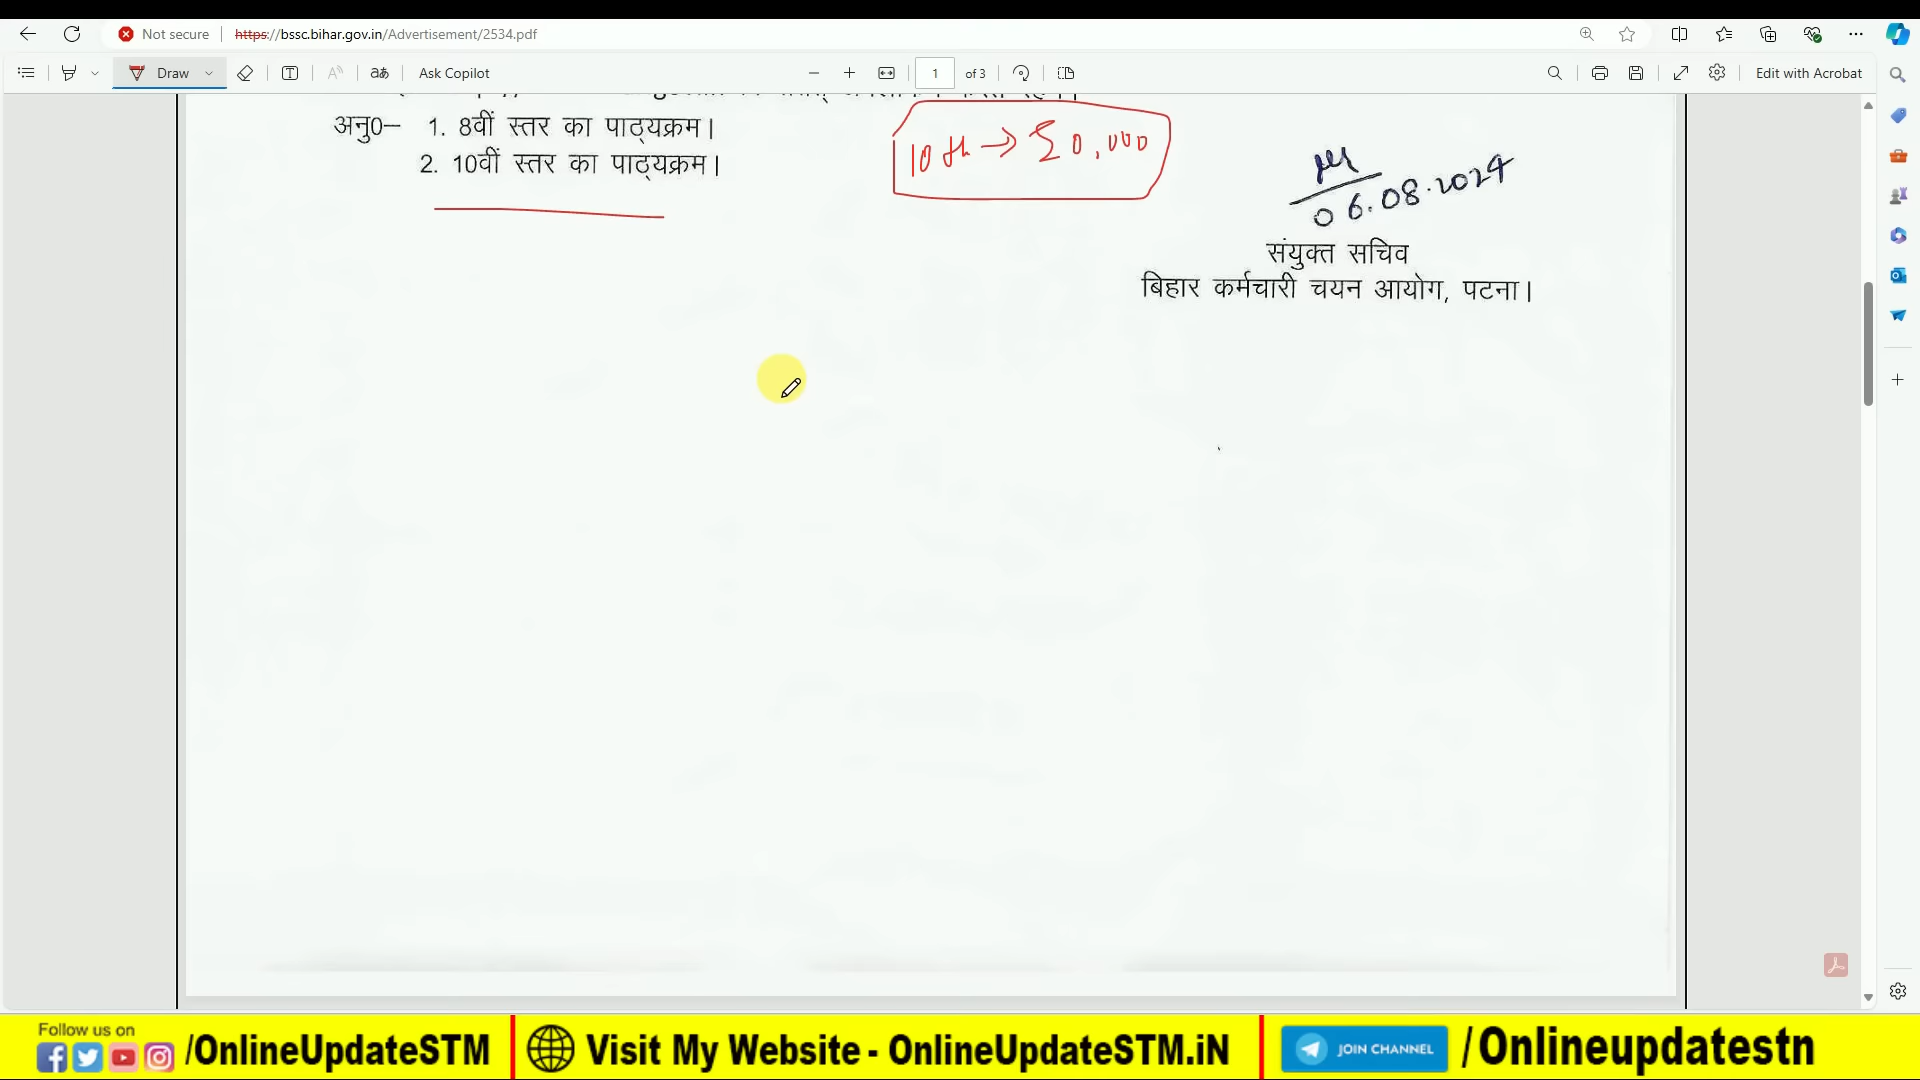 Not secure
https://bssc.bihar.gov.in/Advertisement/2534.pdf
Draw
Ask Copilot
1
of 3
Edit with Acrobat
अनु0– 1. 8वीं स्तर का पाठ्यक्रम।
2. 10वीं स्तर का पाठ्यक्रम।
10 th → 50,000
06.08.2024
संयुक्त सचिव
बिहार कर्मचारी चयन आयोग, पटना।
Follow us on
/OnlineUpdateSTM
Visit My Website - OnlineUpdateSTM.iN
JOIN CHANNEL
/Onlineupdatestn